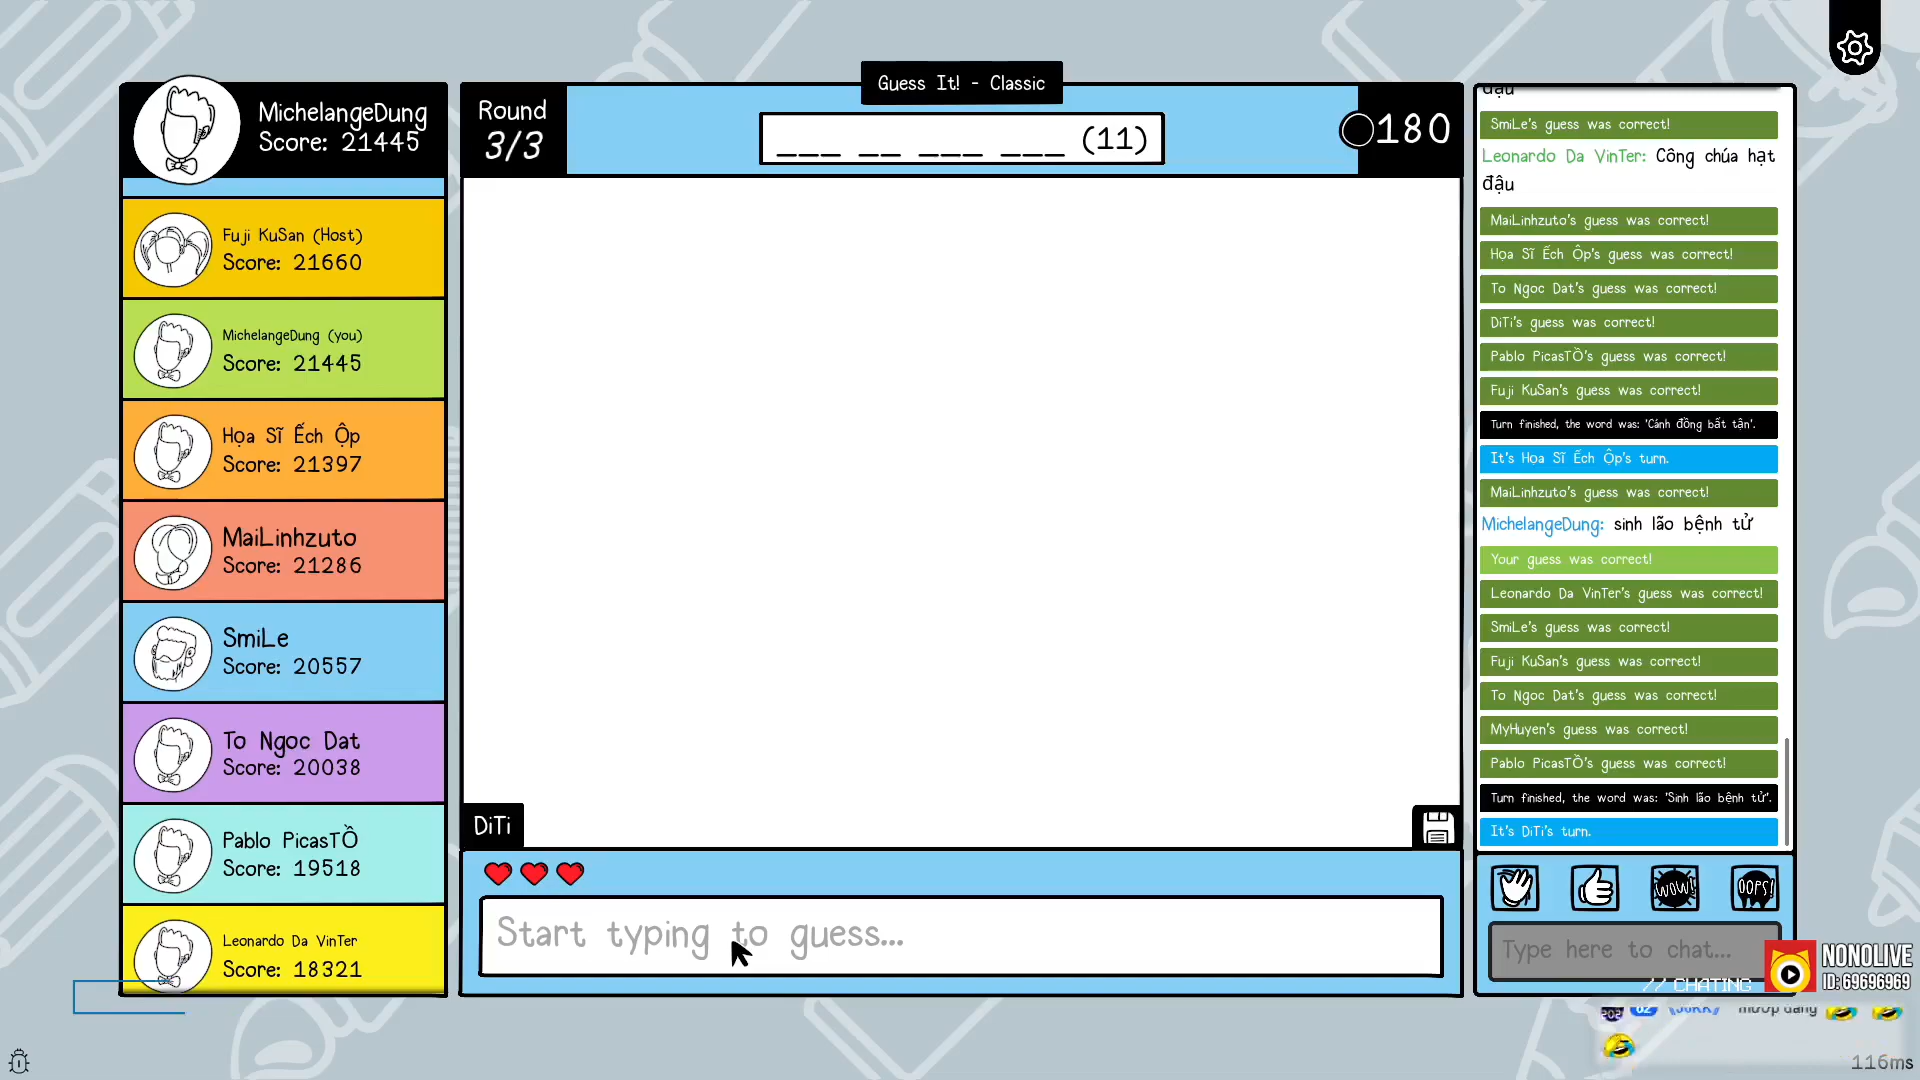 Guess It! - Classic
MichelangeDung
Score: 21445
Round
3/3
___ __ ___ ___ (11)
180
Fuji KuSan (Host)
Score: 21660
MichelangeDung (you)
Score: 21445
Họa Sĩ Ếch Ộp
Score: 21397
MaiLinhzuto
Score: 21286
SmiLe
Score: 20557
To Ngoc Dat
Score: 20038
Pablo PicasTỒ
Score: 19518
Leonardo Da VinTer
Score: 18321
DiTi
Start typing to guess...
đậu
SmiLe's guess was correct!
Leonardo Da VinTer: Công chúa hạt
đậu
MaiLinhzuto's guess was correct!
Họa Sĩ Ếch Ộp's guess was correct!
To Ngoc Dat's guess was correct!
DiTi's guess was correct!
Pablo PicasTỒ's guess was correct!
Fuji KuSan's guess was correct!
Turn finished, the word was: 'Cánh đồng bất tận'.
It's Họa Sĩ Ếch Ộp's turn.
MaiLinhzuto's guess was correct!
MichelangeDung: sinh lão bệnh tử
Your guess was correct!
Leonardo Da VinTer's guess was correct!
SmiLe's guess was correct!
Fuji KuSan's guess was correct!
To Ngoc Dat's guess was correct!
MyHuyen's guess was correct!
Pablo PicasTỒ's guess was correct!
Turn finished, the word was: 'Sinh lão bệnh tử'.
It's DiTi's turn.
WOW!
OOPS!
Type here to chat...
// CHATING
NONOLIVE
ID:69696969
116ms